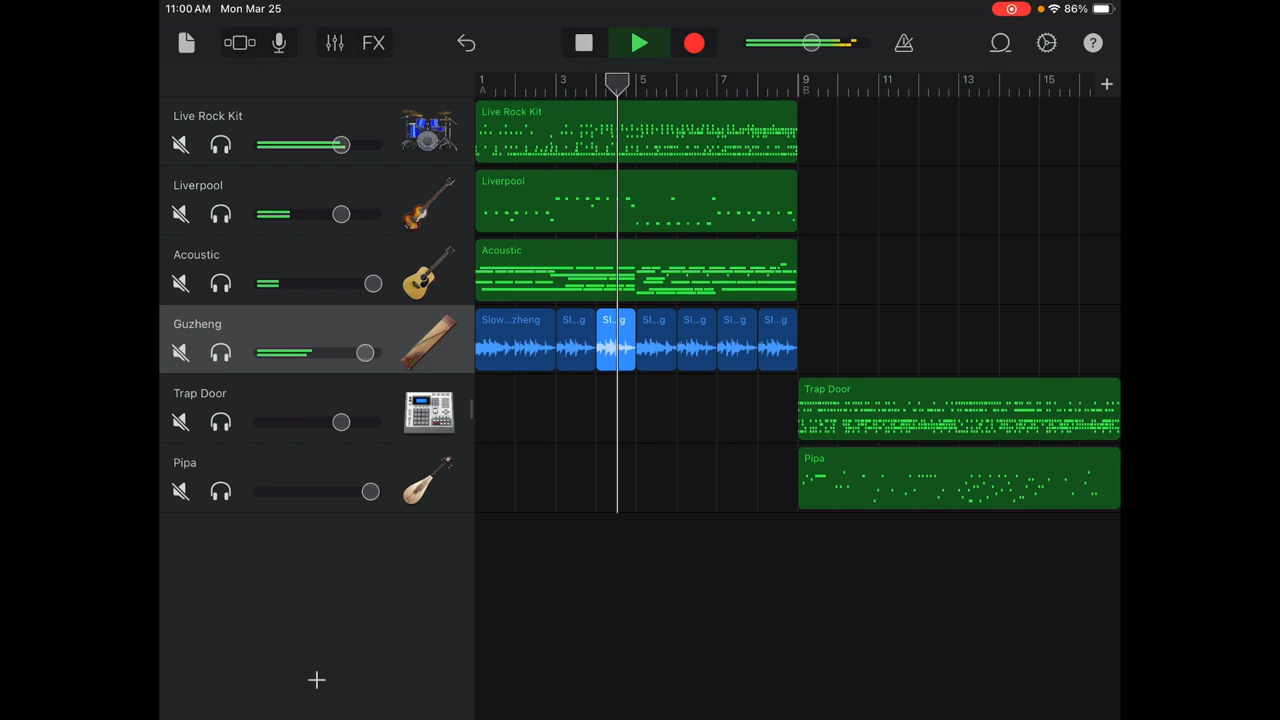 11:00 AM Mon Mar 25 86%
FX ?
1 3 5 7 9 11 13 15 +
A B
Live Rock Kit
Live Rock Kit
Liverpool
Liverpool
Acoustic
Acoustic
Guzheng
Slow...zheng Sl...g Sl...g Sl...g Sl...g Sl...g Sl...g
Trap Door
Trap Door
Pipa
Pipa
+